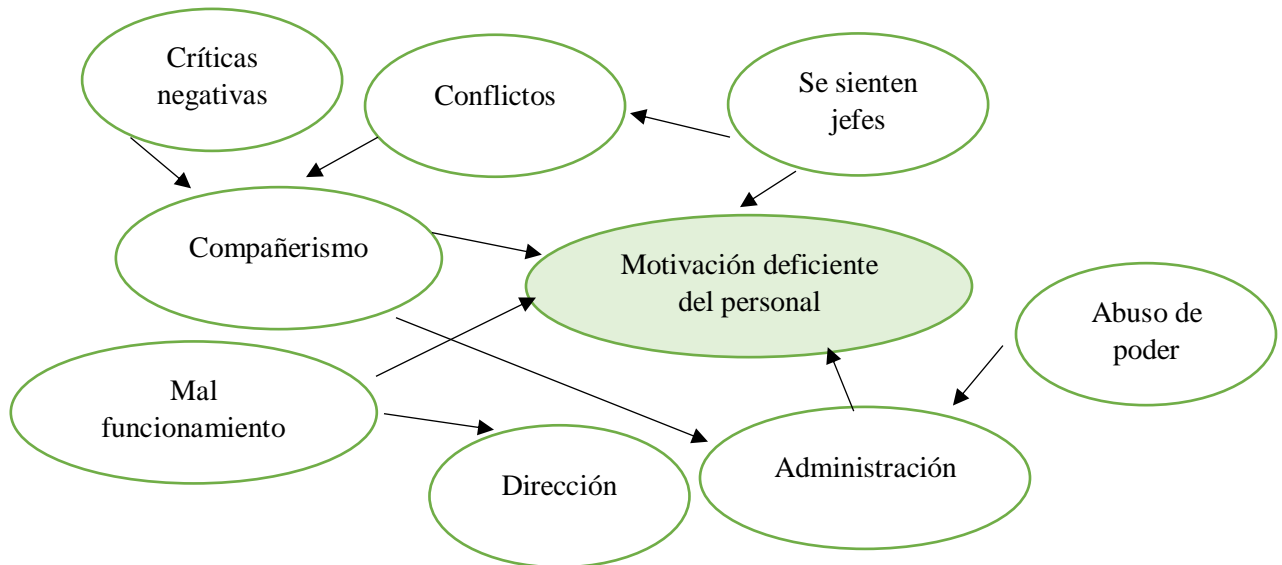 Críticas
negativas
Conflictos
Se sienten
jefes
Compañerismo
Motivación deficiente
del personal
Abuso de
poder
Mal
funcionamiento
Dirección
Administración